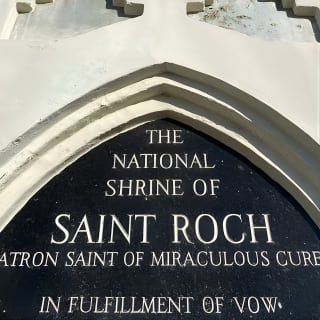 THE
NATIONAL
SHRINE OF
SAINT ROCH
ATRON SAINT OF MIRACULOUS CURE
IN FULFILLMENT OF VOW